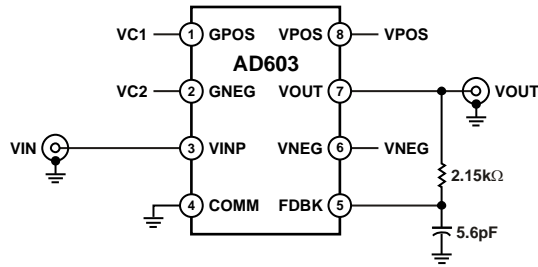 VC1 1 GPOS VPOS 8 VPOS
AD603
VC2 2 GNEG VOUT 7 VOUT
VIN 3 VINP VNEG 6 VNEG
2.15kΩ
4 COMM FDBK 5
5.6pF